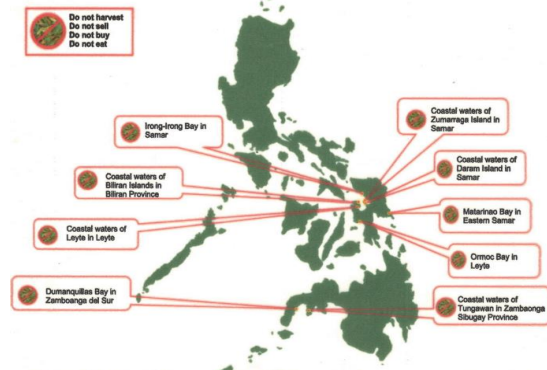 Do not harvest
Do not sell
Do not buy
Do not eat
Irong-Irong Bay in
Samar
Coastal waters of
Zumarraga Island in
Samar
Coastal waters of
Biliran Islands in
Biliran Province
Coastal waters of
Daram Island in
Samar
Coastal waters of
Leyte in Leyte
Matarinao Bay in
Eastern Samar
Ormoc Bay in
Leyte
Dumanquillas Bay in
Zamboanga del Sur
Coastal waters of
Tungawan in Zambaonga
Sibugay Province